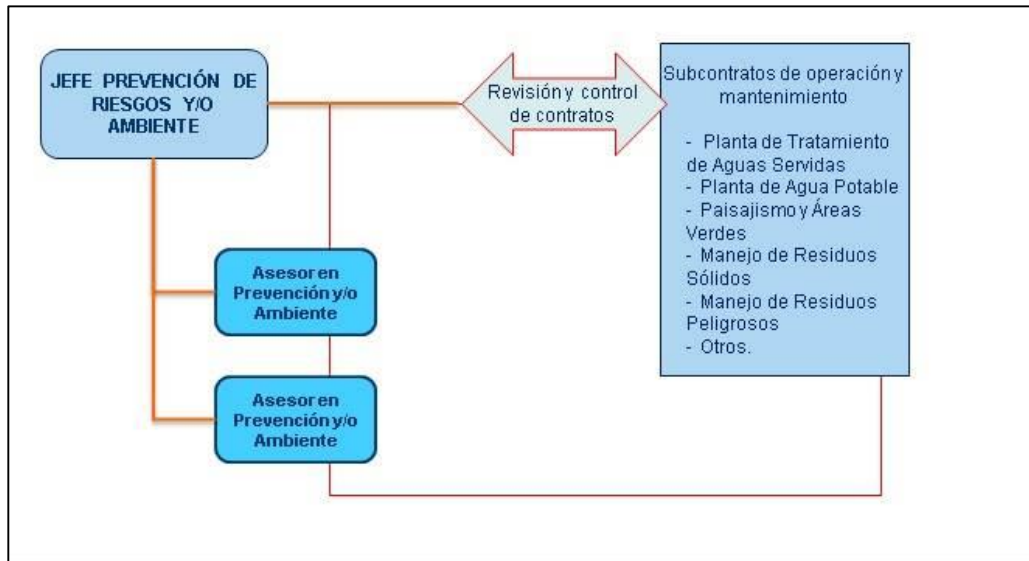 JEFE PREVENCIÓN DE
RIESGOS Y/O
AMBIENTE
Revisión y control
de contratos
Subcontratos de operación y
mantenimiento
- Planta de Tratamiento
de Aguas Servidas
- Planta de Agua Potable
- Paisajismo y Áreas
Verdes
- Manejo de Residuos
Sólidos
- Manejo de Residuos
Peligrosos
- Otros.
Asesor en
Prevención y/o
Ambiente
Asesor en
Prevención y/o
Ambiente